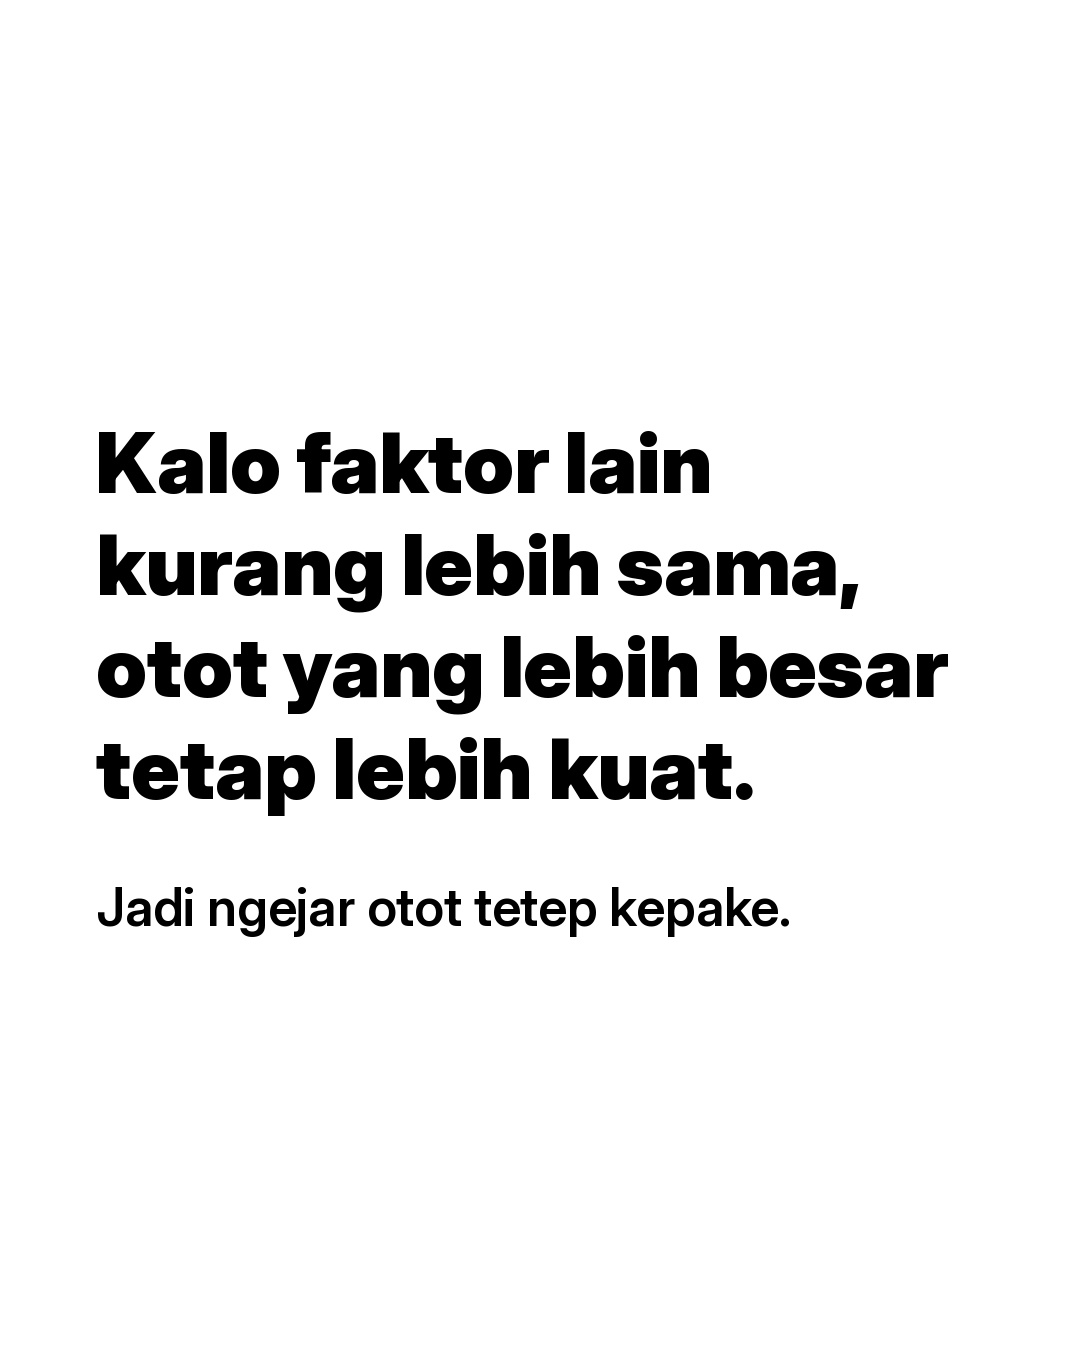 Kalo faktor lain
kurang lebih sama,
otot yang lebih besar
tetap lebih kuat.
Jadi ngejar otot tetep kepake.